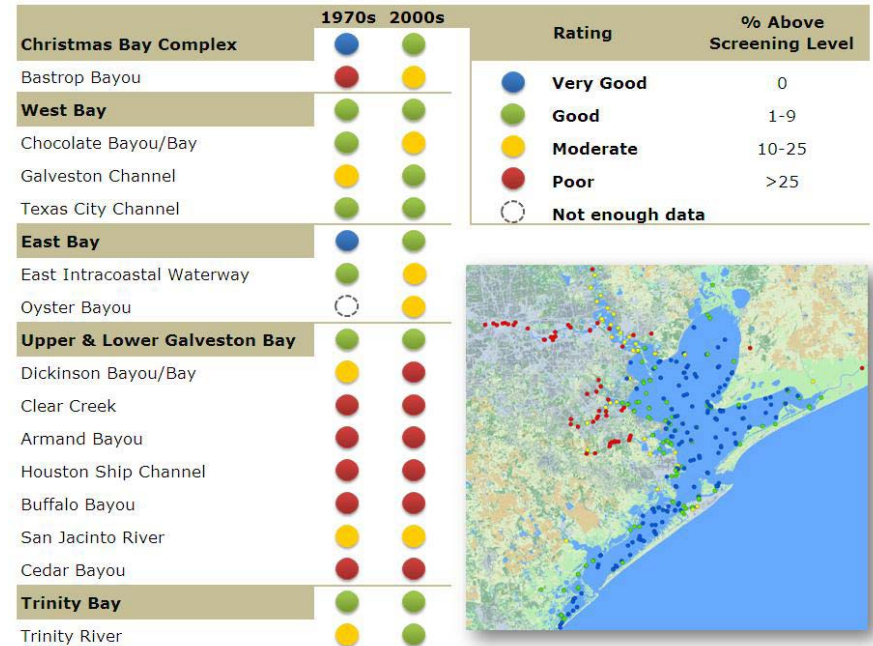 1970s 2000s
Christmas Bay Complex
Bastrop Bayou
West Bay
Chocolate Bayou/Bay
Galveston Channel
Texas City Channel
East Bay
East Intracoastal Waterway
Oyster Bayou
Upper & Lower Galveston Bay
Dickinson Bayou/Bay
Clear Creek
Armand Bayou
Houston Ship Channel
Buffalo Bayou
San Jacinto River
Cedar Bayou
Trinity Bay
Trinity River
Rating % Above
Screening Level
Very Good 0
Good 1-9
Moderate 10-25
Poor >25
Not enough data